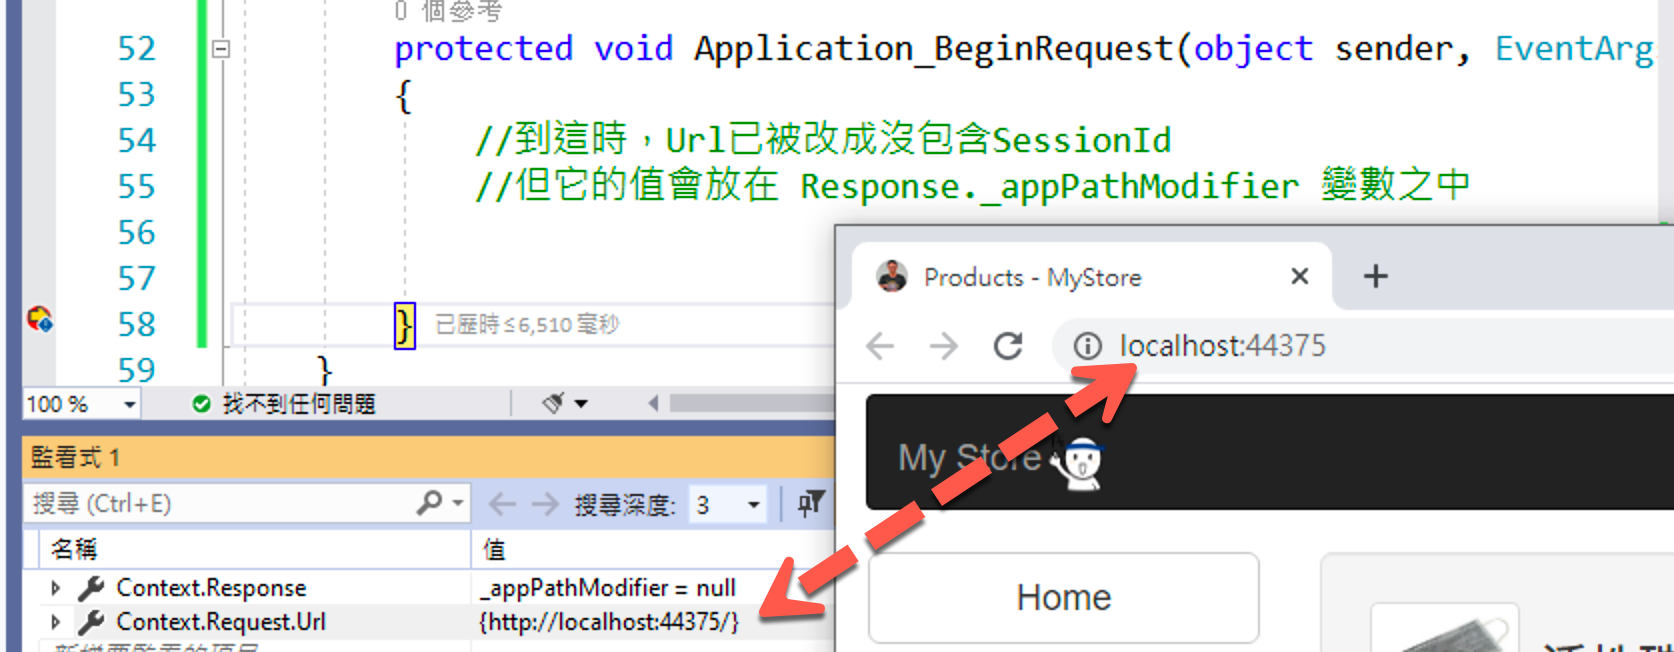 0 個參考
52 protected void Application_BeginRequest(object sender, EventArg
53 {
54 //到這時，Url已被改成沒包含SessionId
55 //但它的值會放在 Response._appPathModifier 變數之中
56
57
58 } 已歷時 ≤ 6,510 毫秒
59 }
100 % 找不到任何問題
監看式 1
搜尋 (Ctrl+E) 搜尋深度: 3
名稱 值
Context.Response _appPathModifier = null
Context.Request.Url {http://localhost:44375/}
Products - MyStore
localhost:44375
My Store
Home